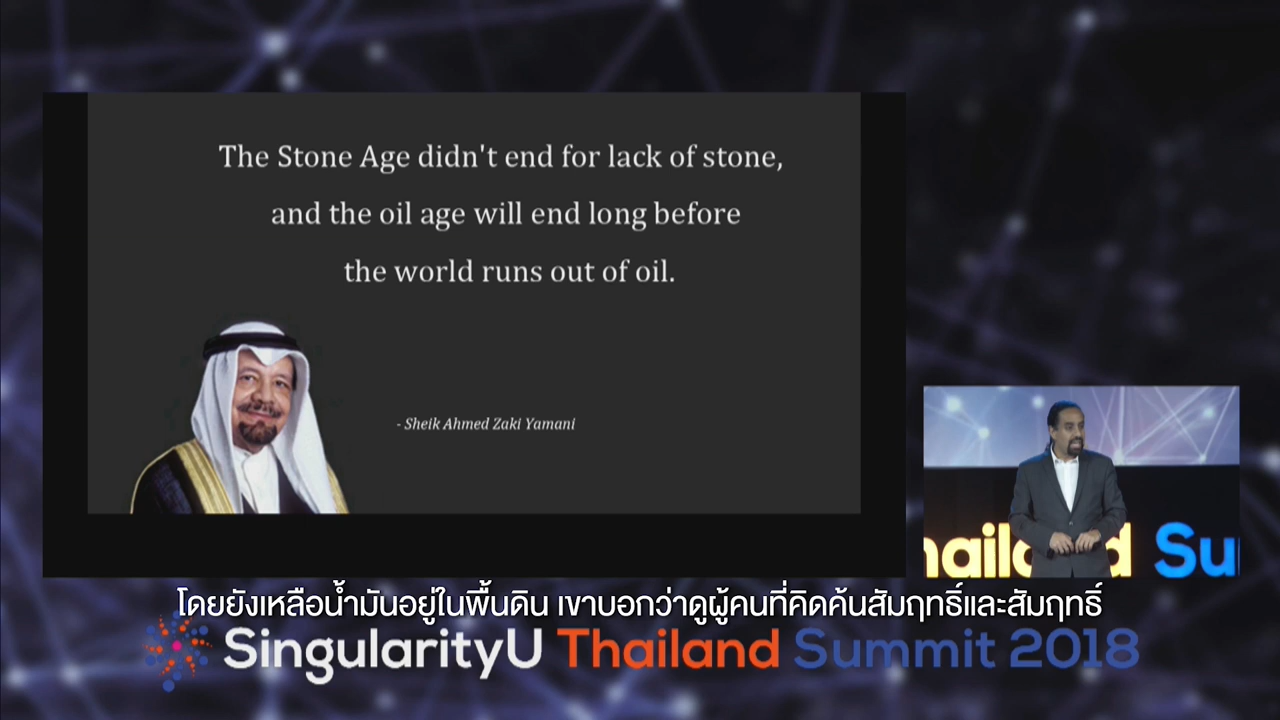 The Stone Age didn't end for lack of stone,
and the oil age will end long before
the world runs out of oil.
- Sheik Ahmed Zaki Yamani
hailand Su
โดยยังเหลือน้ำมันอยู่ในพื้นดิน เขาบอกว่าดูผู้คนที่คิดค้นสัมฤทธิ์และสัมฤทธิ์
SingularityU Thailand Summit 2018